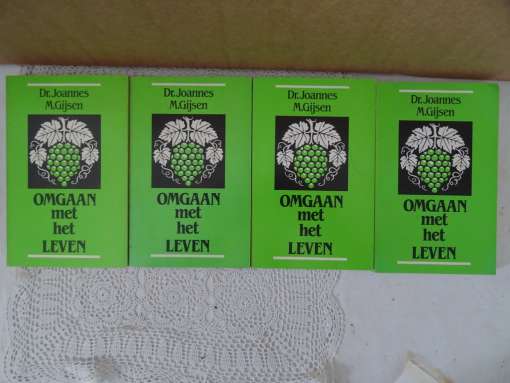 Dr. Joannes
M. Gijsen
OMGAAN
met
het
LEVEN
Dr. Joannes
M. Gijsen
OMGAAN
met
het
LEVEN
Dr. Joannes
M. Gijsen
OMGAAN
met
het
LEVEN
Dr. Joannes
M. Gijsen
OMGAAN
met
het
LEVEN